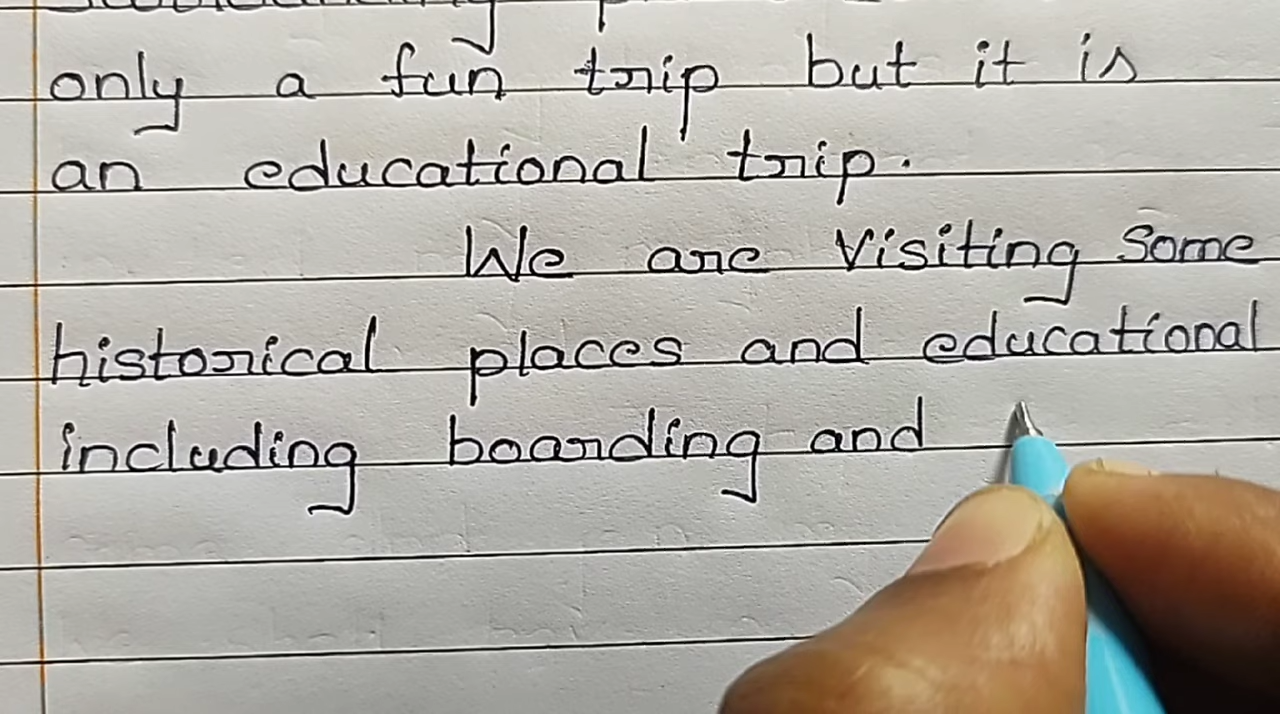 only a fun trip but it is
an educational trip.
We are visiting some
historical places and educational
including boarding and